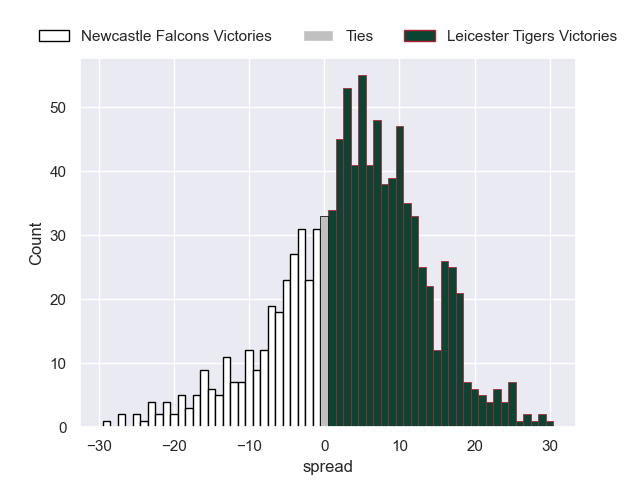 Newcastle Falcons Victories Ties Leicester Tigers Victories
50
40
30
20
10
0
Count
−30 −20 −10 0 10 20 30
spread